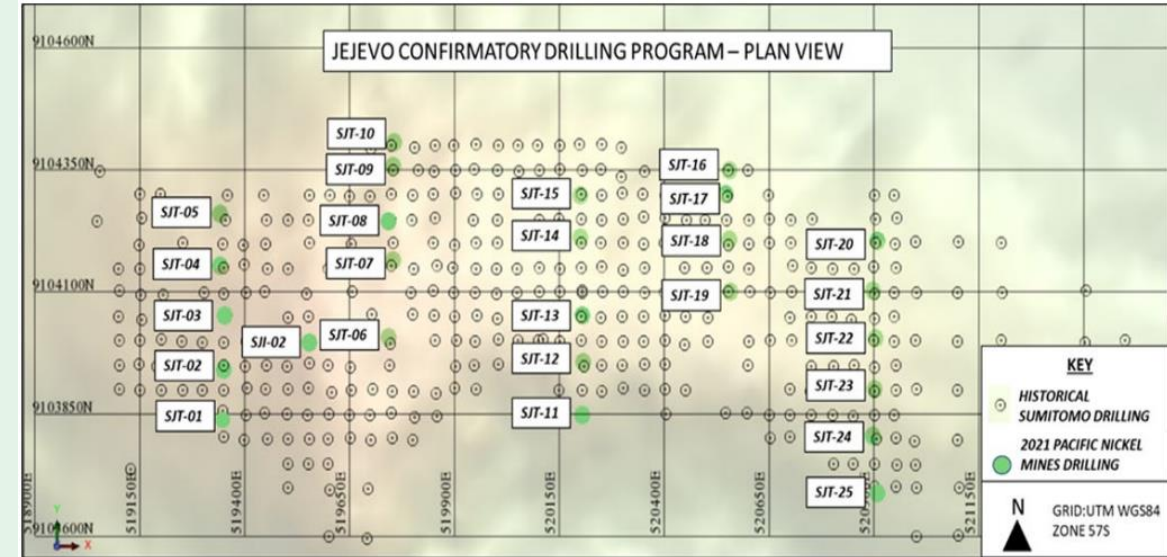 9104600N
JEJEVO CONFIRMATORY DRILLING PROGRAM – PLAN VIEW
SJT-10
9104350N
SJT-09
SJT-16
SJT-15
SJT-17
SJT-05
SJT-08
SJT-14
SJT-18
SJT-20
SJT-04
SJT-07
9104100N
SJT-19
SJT-21
SJT-03
SJT-13
SJI-02
SJT-06
SJT-22
SJT-02
SJT-12
SJT-23
9103850N
SJT-01
SJT-11
SJT-24
SJT-25
KEY
HISTORICAL
SUMITOMO DRILLING
2021 PACIFIC NICKEL
MINES DRILLING
N
GRID:UTM WGS84
ZONE 57S
518900E
519150E
519400E
519650E
519900E
520150E
520400E
520650E
521150E
Y
X